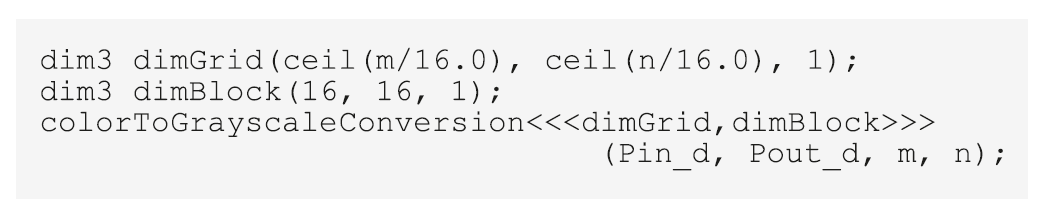 dim3 dimGrid(ceil(m/16.0), ceil(n/16.0), 1);
dim3 dimBlock(16, 16, 1);
colorToGrayscaleConversion<<<dimGrid,dimBlock>>>
(Pin_d, Pout_d, m, n);